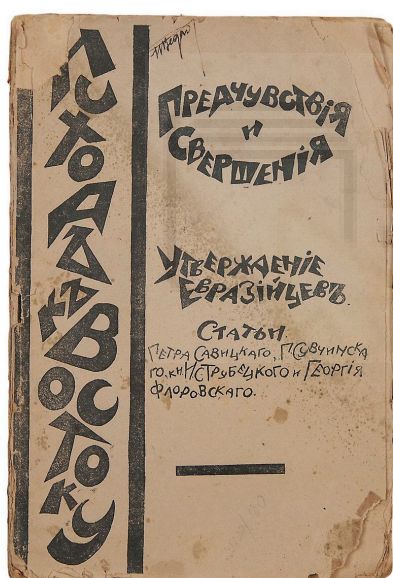 ИСХОДЪ КЪ ВОСТОКУ
ПРЕДЧУВСТВІЯ
И
СВЕРШЕНІЯ
УТВЕРЖДЕНІЕ
ЕВРАЗІЙЦЕВЪ.
СТАТЬИ
ПЕТРА САВИЦКАГО, П. СУВЧИНСКА
ГО, КН. Н. С. ТРУБЕЦКОГО и ГЕОРГІЯ
ФЛОРОВСКАГО.